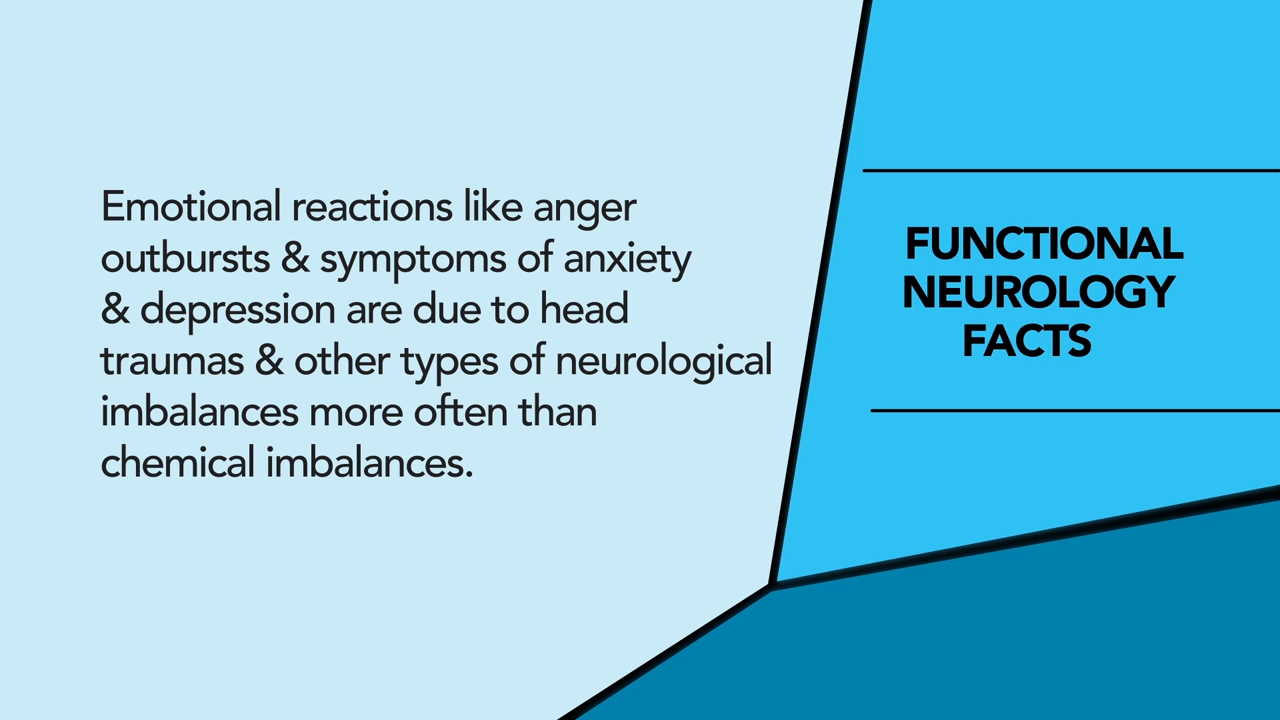 Emotional reactions like anger
outbursts & symptoms of anxiety
& depression are due to head
traumas & other types of neurological
imbalances more often than
chemical imbalances.
FUNCTIONAL
NEUROLOGY
FACTS